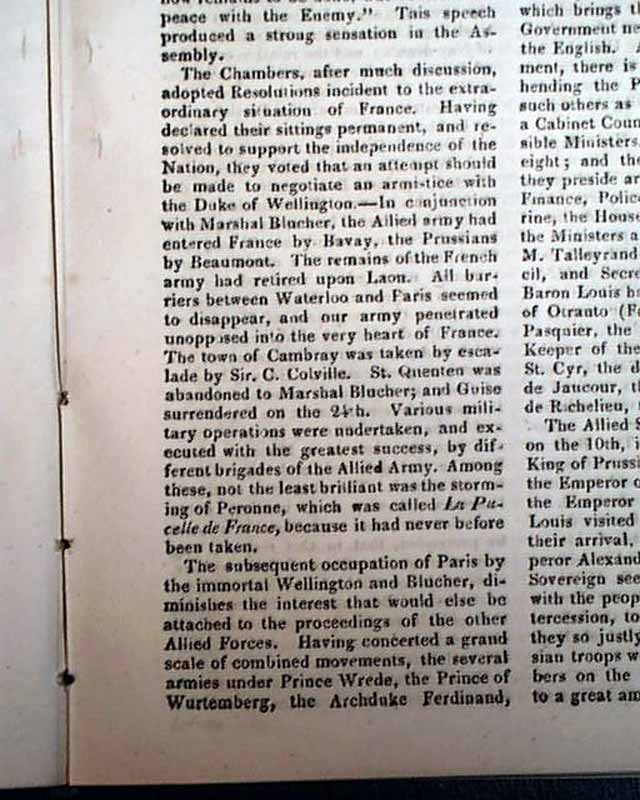 peace with the Enemy." This speech
produced a strong sensation in the As-
sembly.
The Chambers, after much discussion,
adopted Resolutions incident to the extra-
ordinary situation of France. Having
declared their sittings permanent, and re-
solved to support the independence of the
Nation, they voted that an attempt should
be made to negotiate an armistice with
the Duke of Wellington.—In conjunction
with Marshal Blucher, the Allied army had
entered France by Bavay, the Prussians
by Beaumont. The remains of the French
army had retired upon Laon. All bar-
riers between Waterloo and Paris seemed
to disappear, and our army penetrated
unopposed into the very heart of France.
The town of Cambray was taken by esca-
lade by Sir. C. Colville. St. Quenten was
abandoned to Marshal Blucher; and Guise
surrendered on the 24th. Various mili-
tary operations were undertaken, and ex-
ecuted with the greatest success, by dif-
ferent brigades of the Allied Army. Among
these, not the least brilliant was the storm-
ing of Peronne, which was called La Pu-
celle de France, because it had never before
been taken.
The subsequent occupation of Paris by
the immortal Wellington and Blucher, di-
minishes the interest that would else be
attached to the proceedings of the other
Allied Forces. Having concerted a grand
scale of combined movements, the several
armies under Prince Wrede, the Prince of
Wurtemberg, the Archduke Ferdinand,
which brings
Government
the English.
ment, there is
hending the
such others as
a Cabinet
sible Ministers
eight; and
they preside
Finance,
rine, the
the Ministers
M. Talleyrand
cil, and
Baron Louis
of Otranto
Pasquier, the
Keeper of the
St. Cyr, the
de Jaucour,
de Richelieu,
The Allied
on the 10th,
King of
the Emperor
the Emperor
Louis visited
their arrival.
peror
Sovereign
with the
tercession, to
they so justly
sian troops
bers on the
to a great